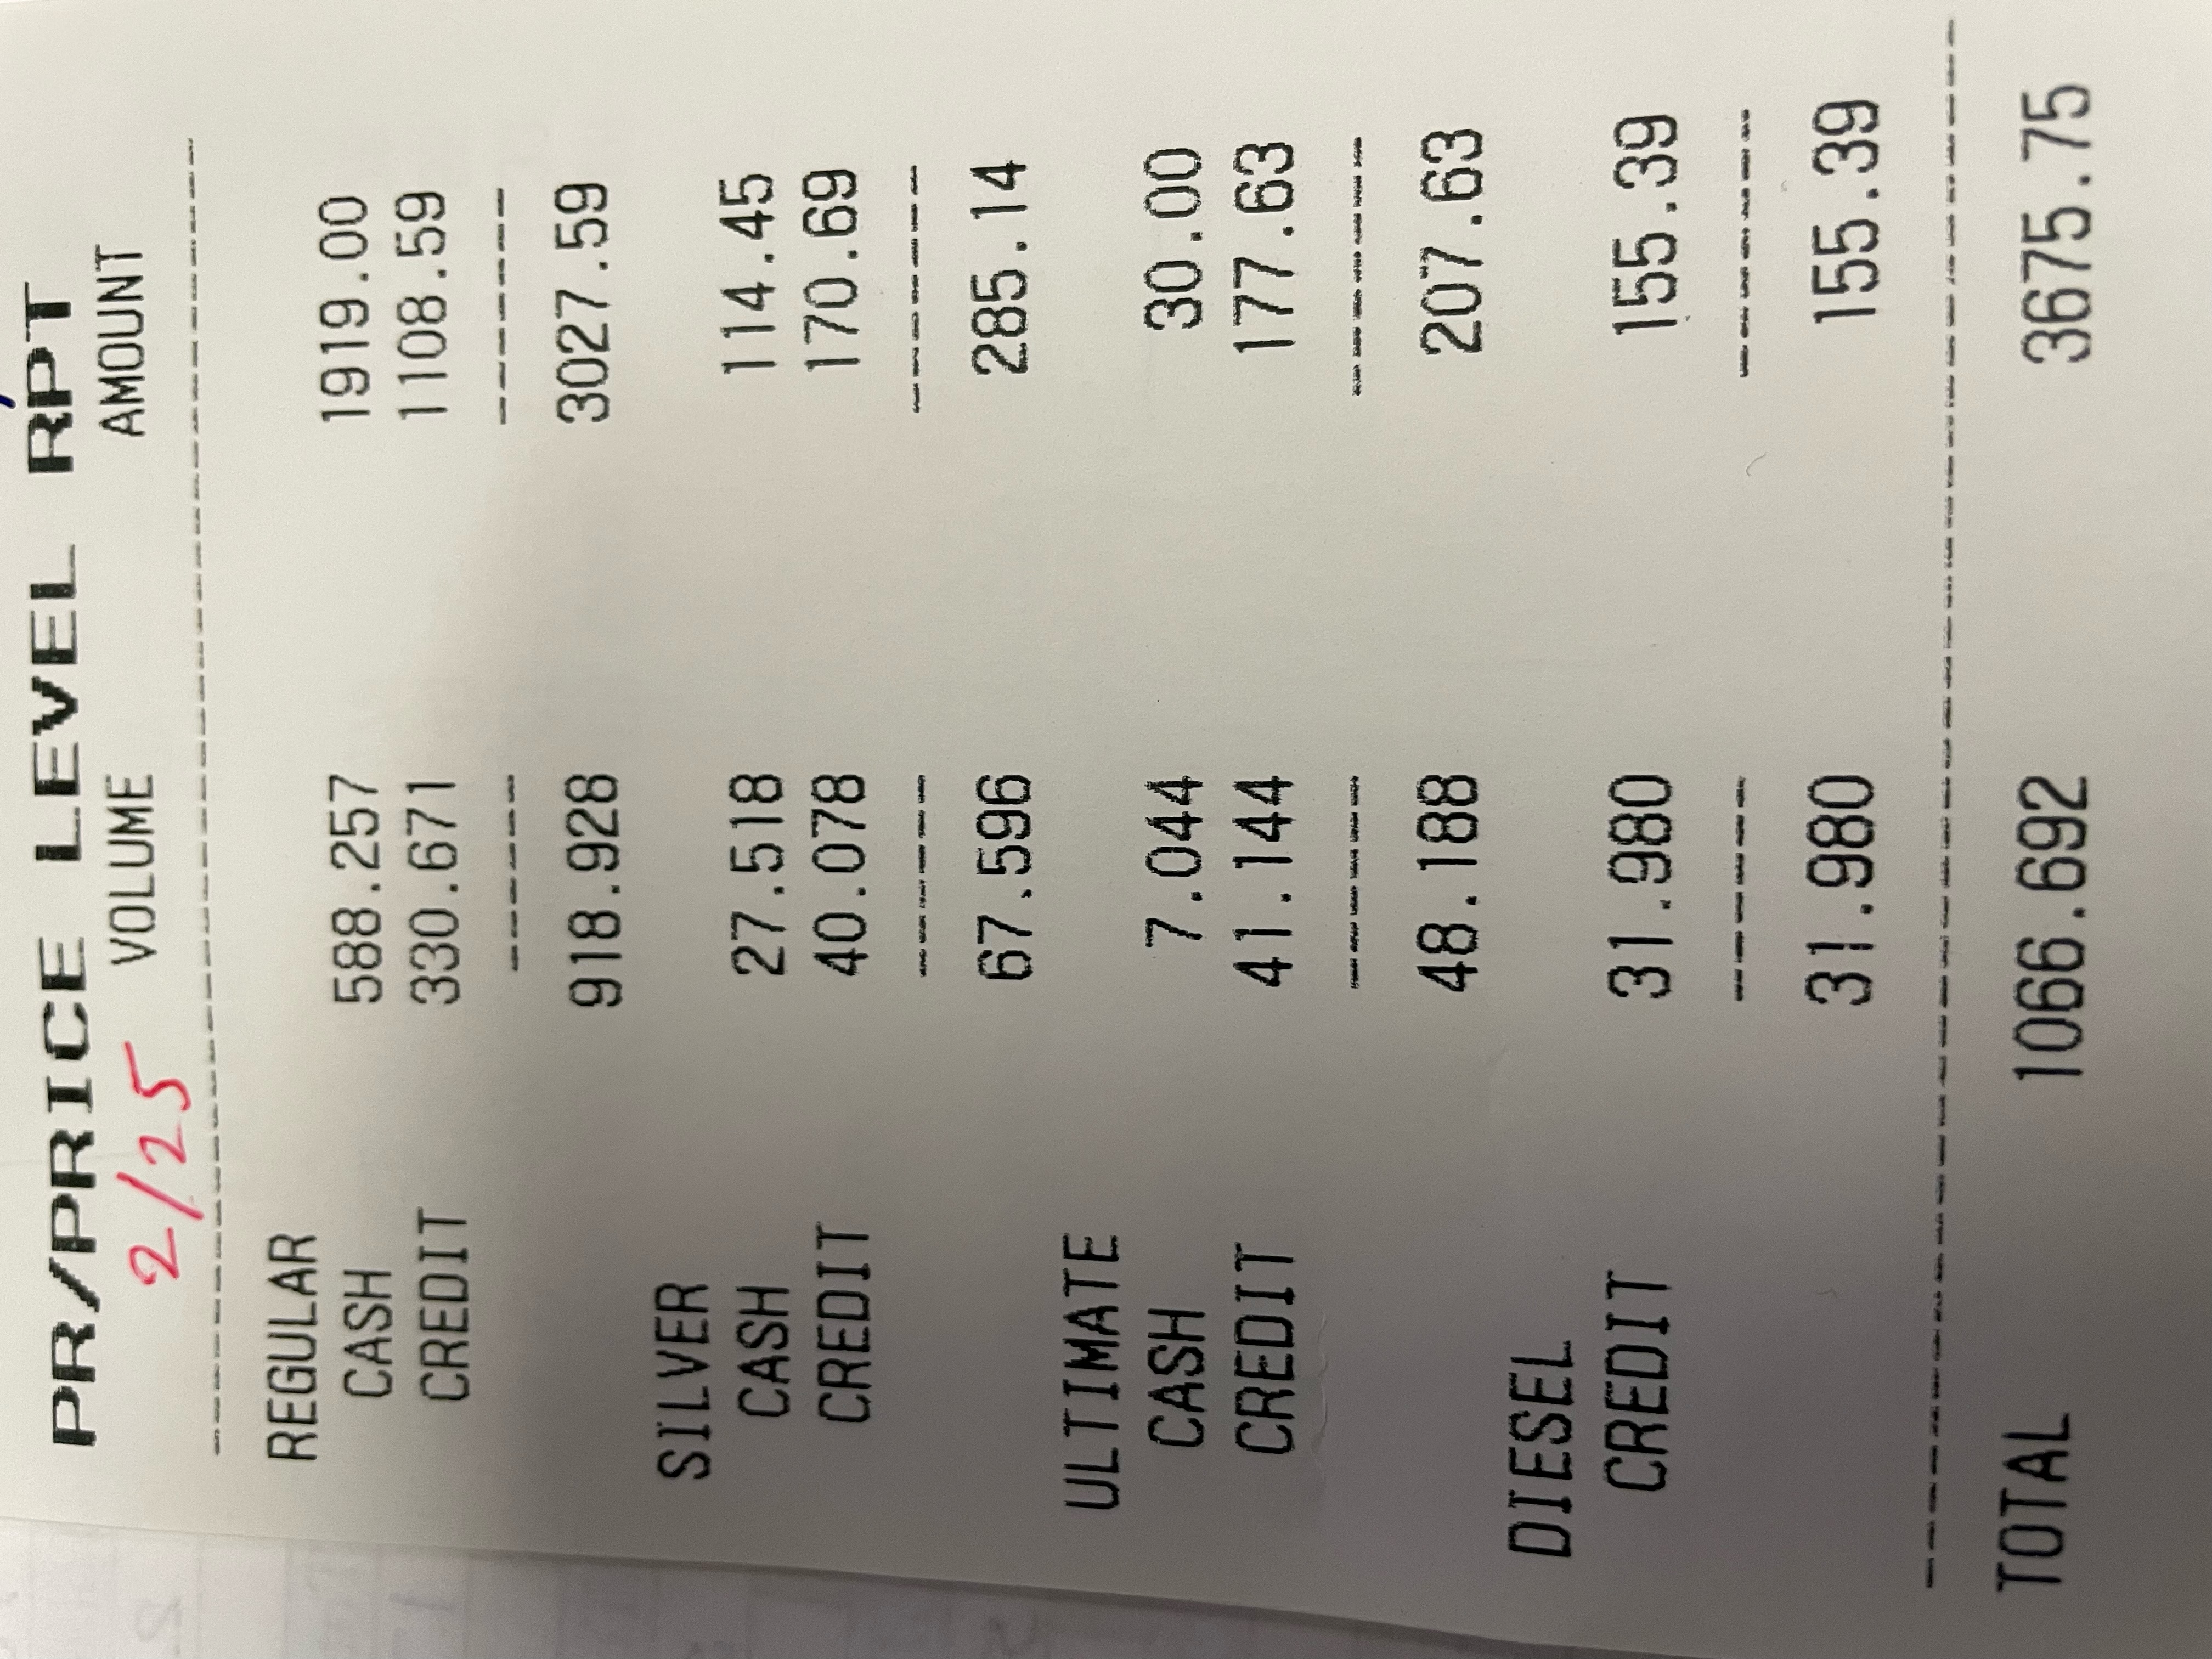 PR/PRICE LEVEL RPT
VOLUME AMOUNT
2/25
REGULAR
CASH 588.257 1919.00
CREDIT 330.671 1108.59
918.928 3027.59
SILVER
CASH 27.518 114.45
CREDIT 40.078 170.69
67.596 285.14
ULTIMATE
CASH 7.044 30.00
CREDIT 41.144 177.63
48.188 207.63
DIESEL
CREDIT 31.980 155.39
31.980 155.39
TOTAL 1066.692 3675.75